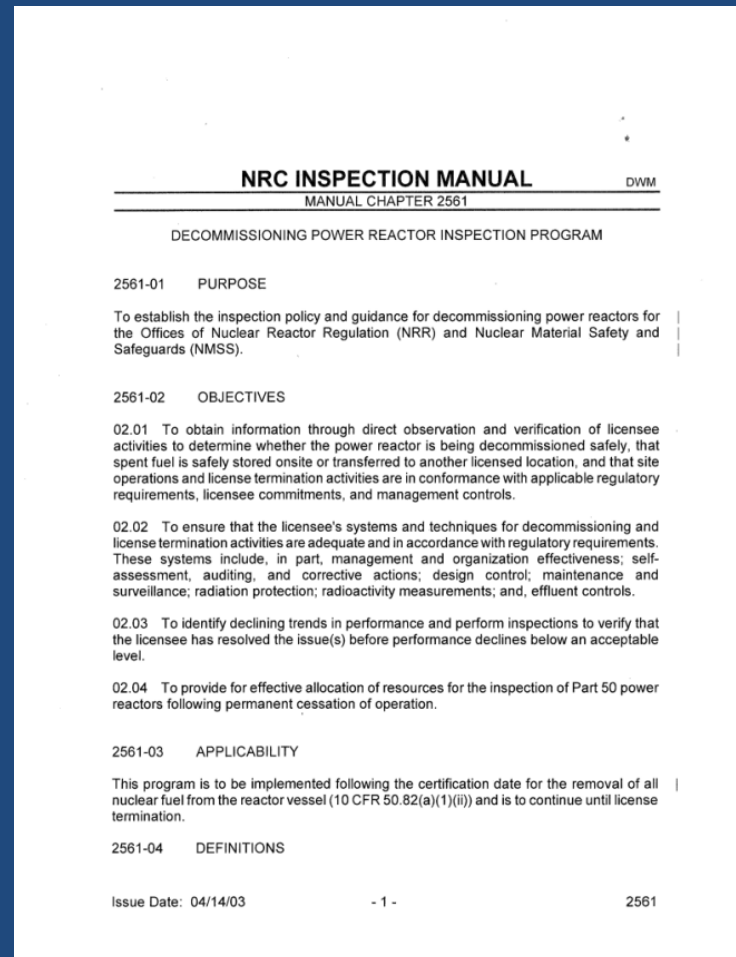 NRC INSPECTION MANUAL DWM
MANUAL CHAPTER 2561
DECOMMISSIONING POWER REACTOR INSPECTION PROGRAM
2561-01 PURPOSE
To establish the inspection policy and guidance for decommissioning power reactors for
the Offices of Nuclear Reactor Regulation (NRR) and Nuclear Material Safety and
Safeguards (NMSS).
2561-02 OBJECTIVES
02.01 To obtain information through direct observation and verification of licensee
activities to determine whether the power reactor is being decommissioned safely, that
spent fuel is safely stored onsite or transferred to another licensed location, and that site
operations and license termination activities are in conformance with applicable regulatory
requirements, licensee commitments, and management controls.
02.02 To ensure that the licensee's systems and techniques for decommissioning and
license termination activities are adequate and in accordance with regulatory requirements.
These systems include, in part, management and organization effectiveness; self-
assessment, auditing, and corrective actions; design control; maintenance and
surveillance; radiation protection; radioactivity measurements; and, effluent controls.
02.03 To identify declining trends in performance and perform inspections to verify that
the licensee has resolved the issue(s) before performance declines below an acceptable
level.
02.04 To provide for effective allocation of resources for the inspection of Part 50 power
reactors following permanent cessation of operation.
2561-03 APPLICABILITY
This program is to be implemented following the certification date for the removal of all
nuclear fuel from the reactor vessel (10 CFR 50.82(a)(1)(ii)) and is to continue until license
termination.
2561-04 DEFINITIONS
Issue Date: 04/14/03 - 1 - 2561